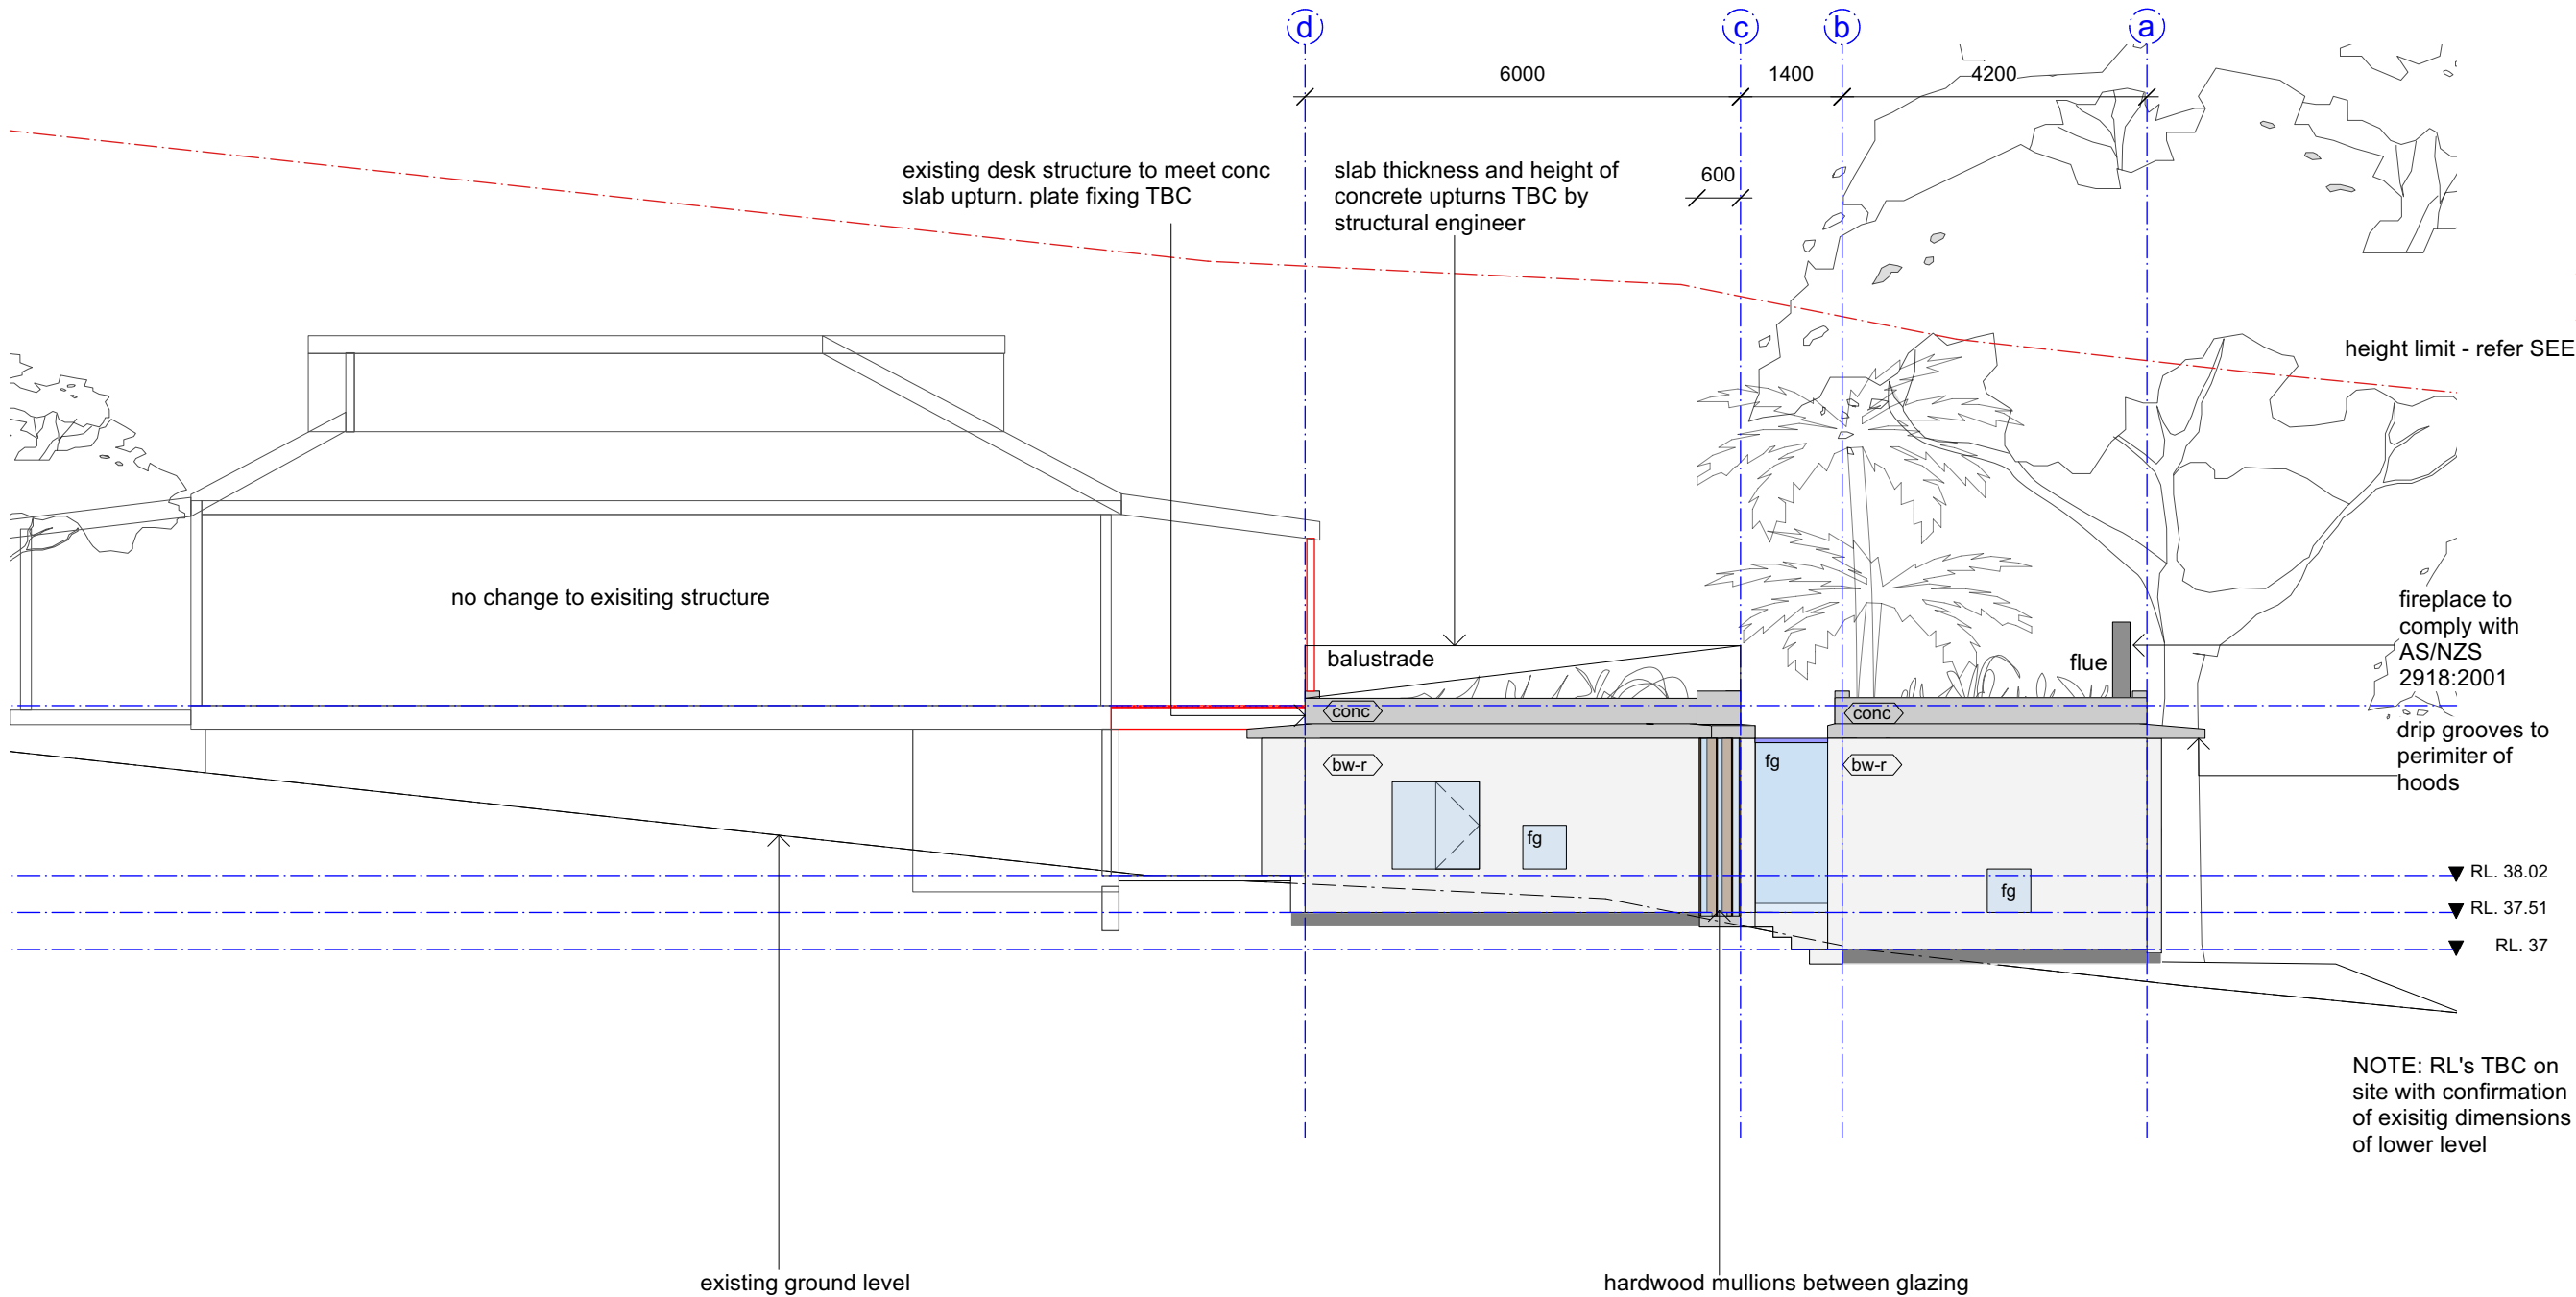 d
c
b
a
6000
1400
4200
existing desk structure to meet conc
slab upturn. plate fixing TBC
slab thickness and height of
concrete upturns TBC by
structural engineer
600
height limit - refer SEE
no change to exisiting structure
fireplace to
comply with
AS/NZS
2918:2001
balustrade
flue
conc
conc
drip grooves to
perimiter of
hoods
bw-r
fg
bw-r
fg
fg
RL. 38.02
RL. 37.51
RL. 37
NOTE: RL's TBC on
site with confirmation
of exisitig dimensions
of lower level
existing ground level
hardwood mullions between glazing